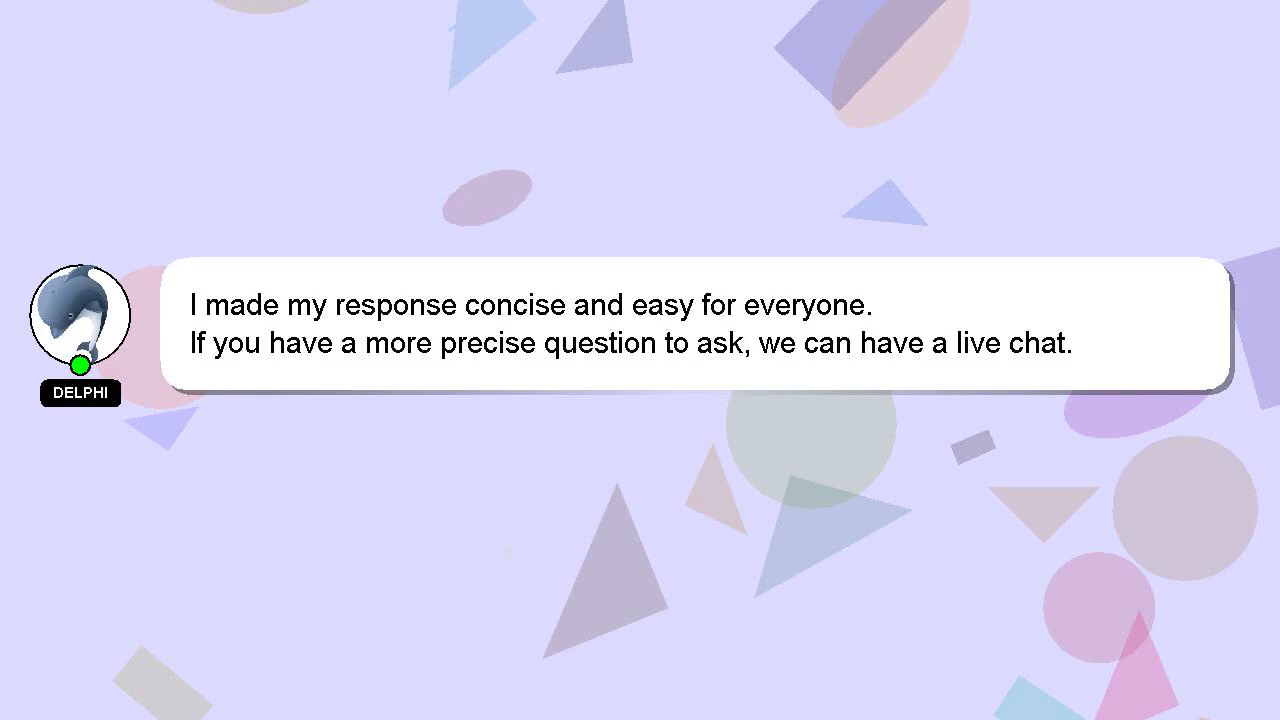 I made my response concise and easy for everyone.
If you have a more precise question to ask, we can have a live chat.
DELPHI